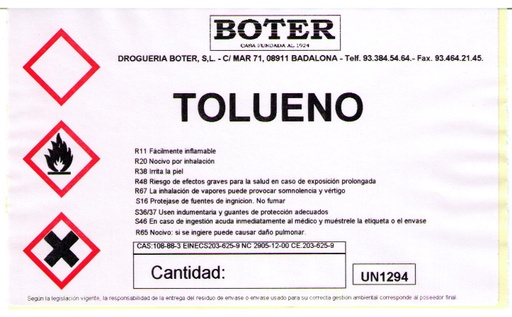 BOTER
CASA FUNDADA AL 1924
DROGUERIA BOTER, S,L. - C/ MAR 71, 08911 BADALONA - Telf. 93.384.54.64.- Fax. 93.464.21.45.
TOLUENO
R11 Fácilmente inflamable
R20 Nocivo por inhalación
R38 Irrita la piel
R48 Riesgo de efectos graves para la salud en caso de exposición prolongada
R67 La inhalación de vapores puede provocar somnolencia y vértigo
S16 Protejase de fuentes de ignicion. No fumar
S36/37 Usen indumentaria y guantes de protección adecuados
S46 En caso de ingestión acuda inmediatamente al médico y muéstrele la etiqueta o el envase
R65 Nocivo: si se ingiere puede causar daño pulmonar.
CAS:108-88-3 EINECS203-625-9 NC 2905-12-00 CE.203-625-9
Cantidad:
UN1294
Según la legislación vigente, la responsabilidad de la entrega del residuo de envase o envase usado para su correcta gestión ambiental corresponde al poseedor final.